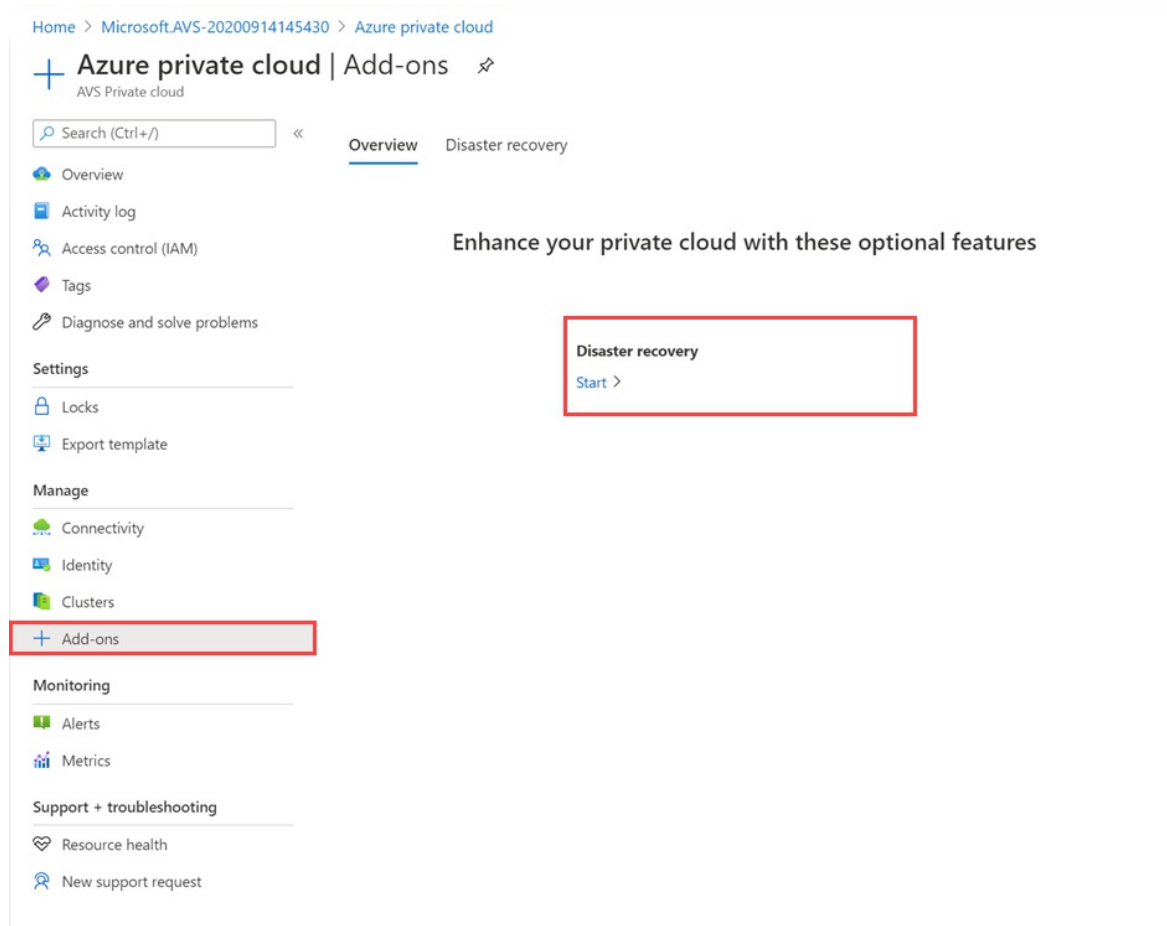 Home > Microsoft.AVS-20200914145430 > Azure private cloud
Azure private cloud | Add-ons
AVS Private cloud
Search (Ctrl+/)
«
Overview
Disaster recovery
Overview
Activity log
Access control (IAM)
Tags
Diagnose and solve problems
Settings
Locks
Export template
Manage
Connectivity
Identity
Clusters
Add-ons
Monitoring
Alerts
Metrics
Support + troubleshooting
Resource health
New support request
Enhance your private cloud with these optional features
Disaster recovery
Start >